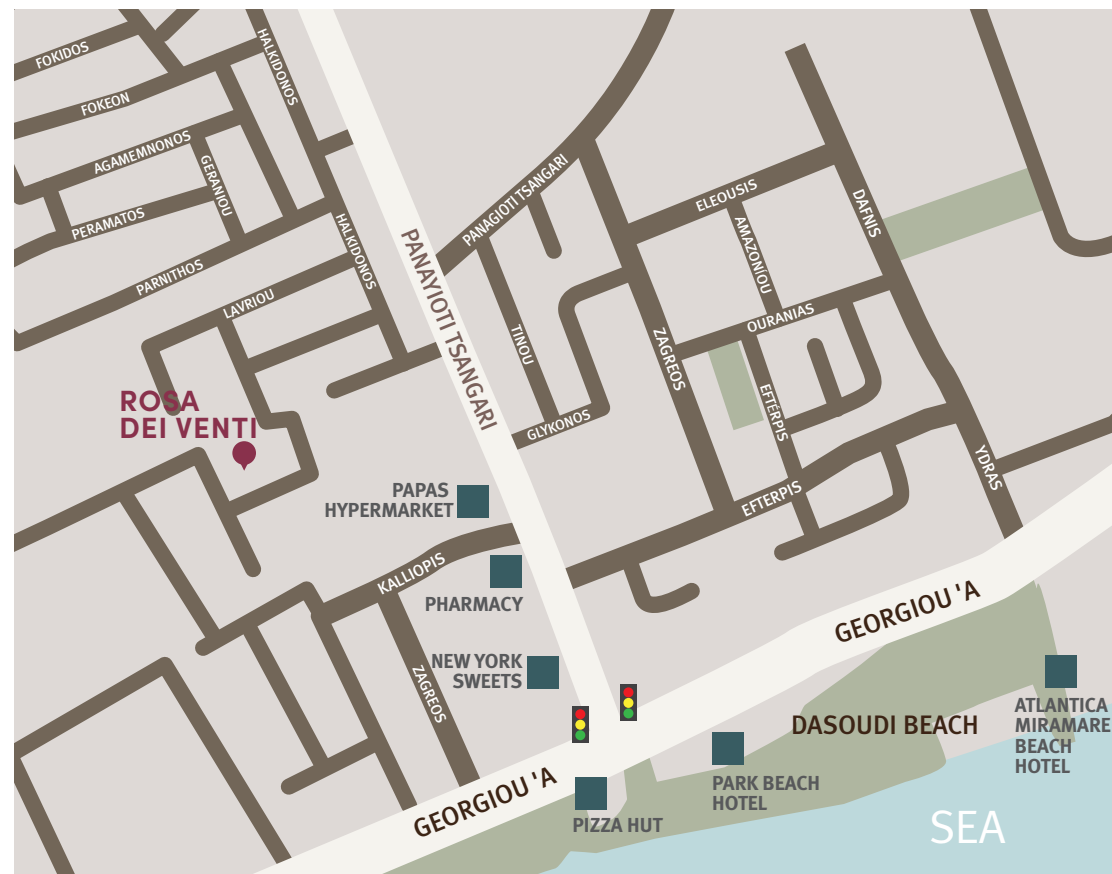 FOKIDOS
HALKIDONOS
FOKEON
AGAMEMNONOS
GERANIOU
PERAMATOS
PARNITHOS
HALKIDONOS
LAVRIOU
PANAGIOTI TSANGARI
PANAYIOTI TSANGARI
ELEOUSIS
DAFNIS
AMAZONÍOU
OURANIAS
TINOU
ZAGREOS
GLYKONOS
EFTÉRPIS
EFTERPIS
YDRAS
ROSA
DEI VENTI
PAPAS
HYPERMARKET
KALLIOPIS
PHARMACY
NEW YORK
SWEETS
ZAGREOS
GEORGIOU 'A
GEORGIOU 'A
DASOUDI BEACH
ATLANTICA
MIRAMARE
BEACH
HOTEL
PARK BEACH
HOTEL
PIZZA HUT
SEA